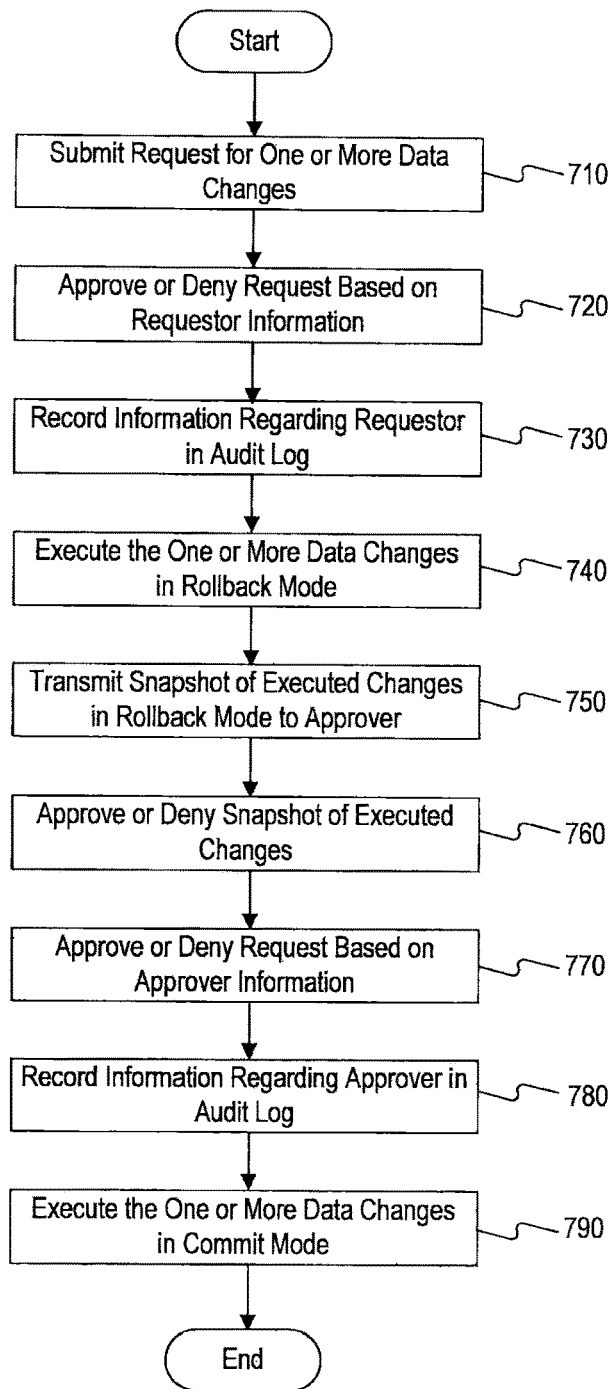 Start
Submit Request for One or More Data
Changes
710
Approve or Deny Request Based on
Requestor Information
720
Record Information Regarding Requestor
in Audit Log
730
Execute the One or More Data Changes
in Rollback Mode
740
Transmit Snapshot of Executed Changes
in Rollback Mode to Approver
750
Approve or Deny Snapshot of Executed
Changes
760
Approve or Deny Request Based on
Approver Information
770
Record Information Regarding Approver in
Audit Log
780
Execute the One or More Data Changes
in Commit Mode
790
End